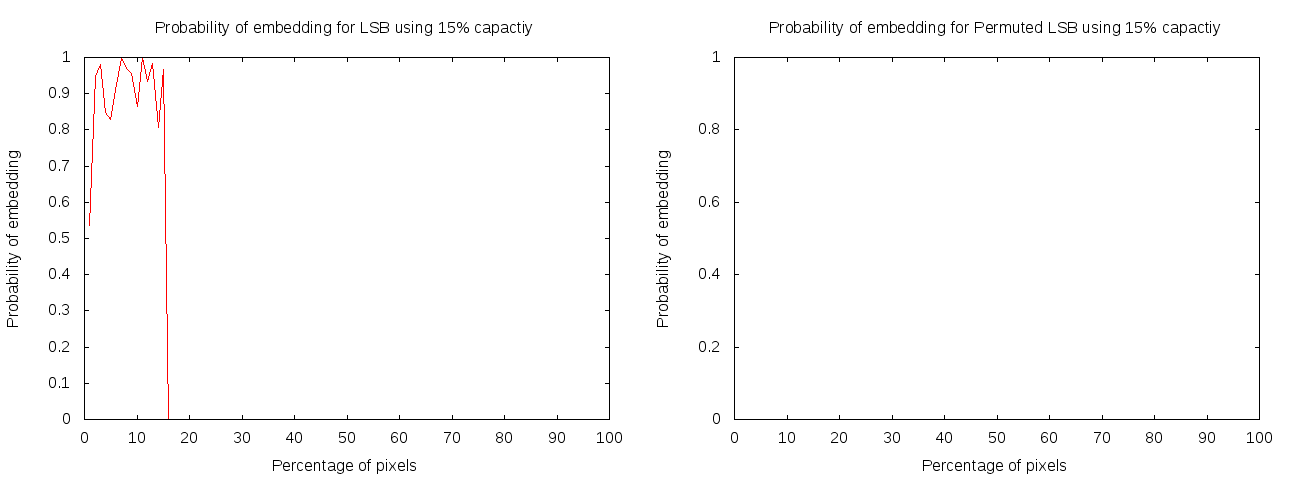 Probability of embedding for LSB using 15% capactiy
1
0.9
0.8
0.7
0.6
0.5
0.4
0.3
0.2
0.1
0
Probability of embedding
0 10 20 30 40 50 60 70 80 90 100
Percentage of pixels
Probability of embedding for Permuted LSB using 15% capactiy
1
0.8
0.6
0.4
0.2
0
Probability of embedding
0 10 20 30 40 50 60 70 80 90 100
Percentage of pixels